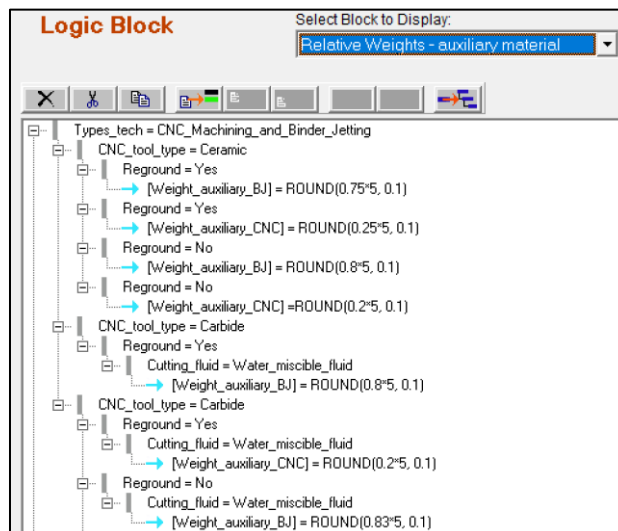 Logic Block
Select Block to Display:
Relative Weights - auxiliary material
Types_tech = CNC_Machining_and_Binder_Jetting
CNC_tool_type = Ceramic
Reground = Yes
[Weight_auxiliary_BJ] = ROUND(0.75*5, 0.1)
Reground = Yes
[Weight_auxiliary_CNC] = ROUND(0.25*5, 0.1)
Reground = No
[Weight_auxiliary_BJ] = ROUND(0.8*5, 0.1)
Reground = No
[Weight_auxiliary_CNC] =ROUND(0.2*5, 0.1)
CNC_tool_type = Carbide
Reground = Yes
Cutting_fluid = Water_miscible_fluid
[Weight_auxiliary_BJ] = ROUND(0.8*5, 0.1)
CNC_tool_type = Carbide
Reground = Yes
Cutting_fluid = Water_miscible_fluid
[Weight_auxiliary_CNC] = ROUND(0.2*5, 0.1)
Reground = No
Cutting_fluid = Water_miscible_fluid
[Weight_auxiliary_BJ] = ROUND(0.83*5, 0.1)